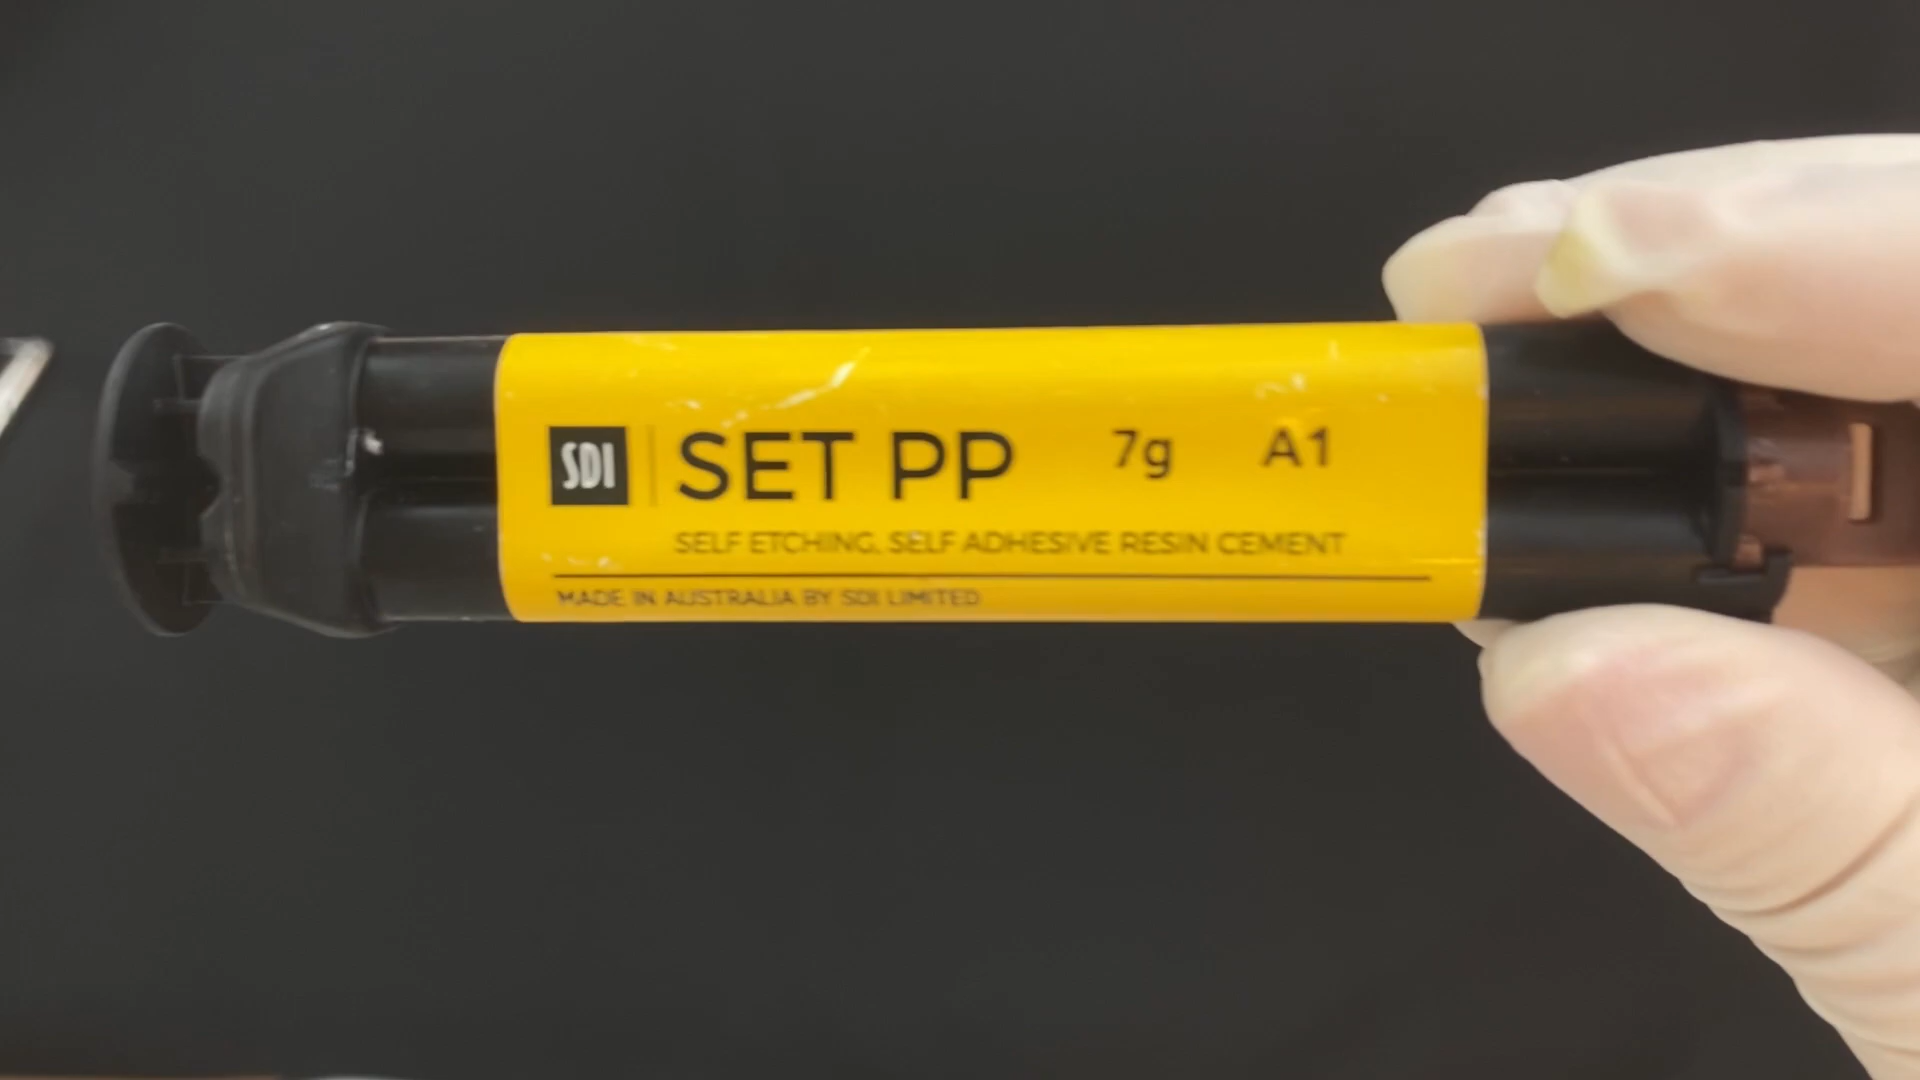 SDI SET PP 7g A1
SELF ETCHING, SELF ADHESIVE RESIN CEMENT
MADE IN AUSTRALIA BY SDI LIMITED